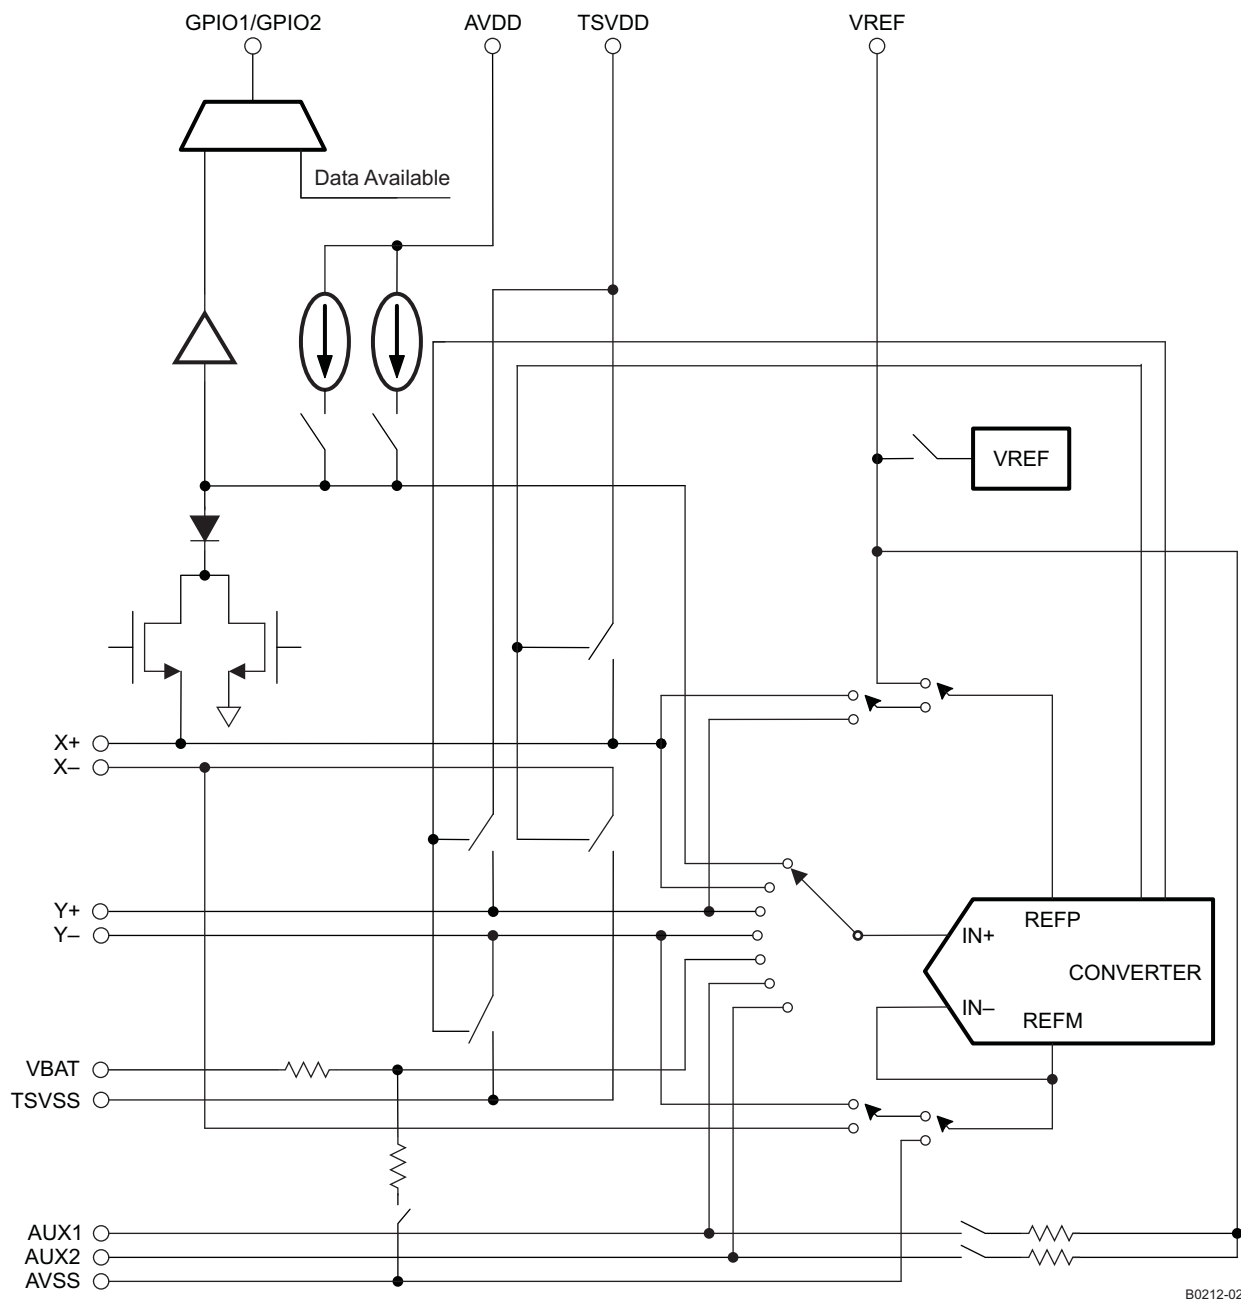 GPIO1/GPIO2
AVDD
TSVDD
VREF
Data Available
VREF
X+
X–
Y+
Y–
IN+
REFP
CONVERTER
IN–
REFM
VBAT
TSVSS
AUX1
AUX2
AVSS
B0212-02